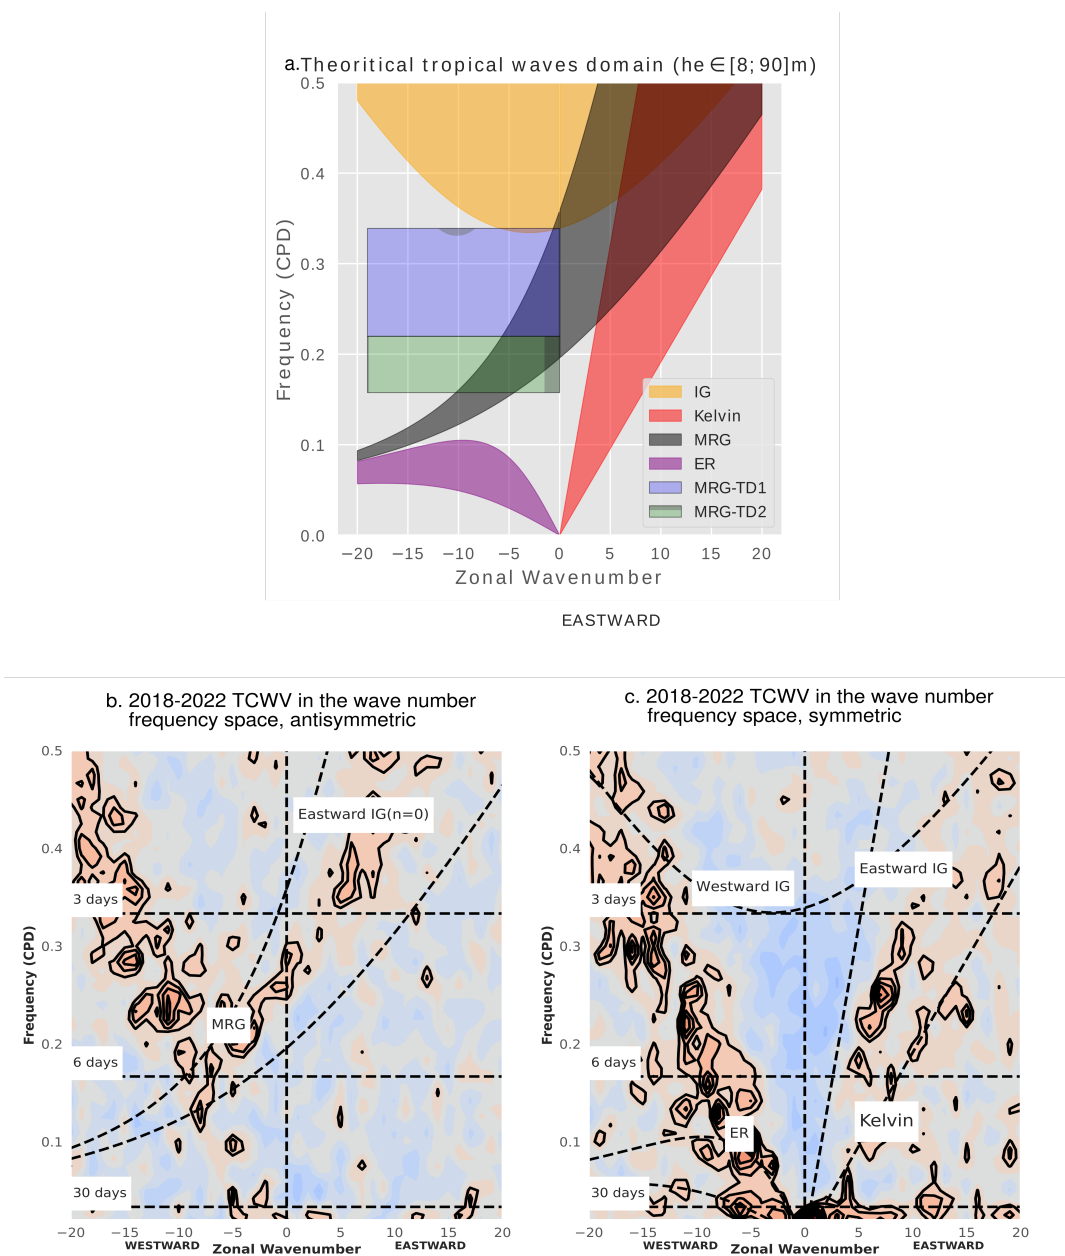 a.Theoritical tropical waves domain (he∈[8; 90]m)
0.5
0.4
0.3
0.2
0.1
0.0
Frequency (CPD)
IG
Kelvin
MRG
ER
MRG-TD1
MRG-TD2
−20 −15 −10 −5 0 5 10 15 20
Zonal Wavenumber
EASTWARD
b. 2018-2022 TCWV in the wave number
frequency space, antisymmetric
0.5
0.4
0.3
0.2
0.1
Frequency (CPD)
Eastward IG(n=0)
3 days
MRG
6 days
30 days
−20 −15 −10 −5 0 5 10 15 20
WESTWARD Zonal Wavenumber EASTWARD
c. 2018-2022 TCWV in the wave number
frequency space, symmetric
0.5
0.4
0.3
0.2
0.1
Frequency (CPD)
Eastward IG
Westward IG
3 days
6 days
Kelvin
ER
30 days
−20 −15 −10 −5 0 5 10 15 20
WESTWARD Zonal Wavenumber EASTWARD